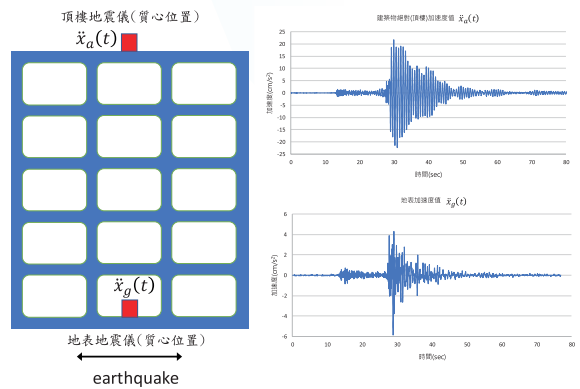 頂樓地震儀(質心位置)
ẍₐ(t)
ẍ_g(t)
地表地震儀(質心位置)
earthquake
建築物絕對(頂樓)加速度值 ẍₐ(t)
加速度(cm/s²)
25
20
15
10
5
0
-5
-10
-15
-20
-25
0 10 20 30 40 50 60 70 80
時間(sec)
地表加速度值 ẍ_g(t)
加速度(cm/s²)
6
4
2
0
-2
-4
-6
0 10 20 30 40 50 60 70 80
時間(sec)